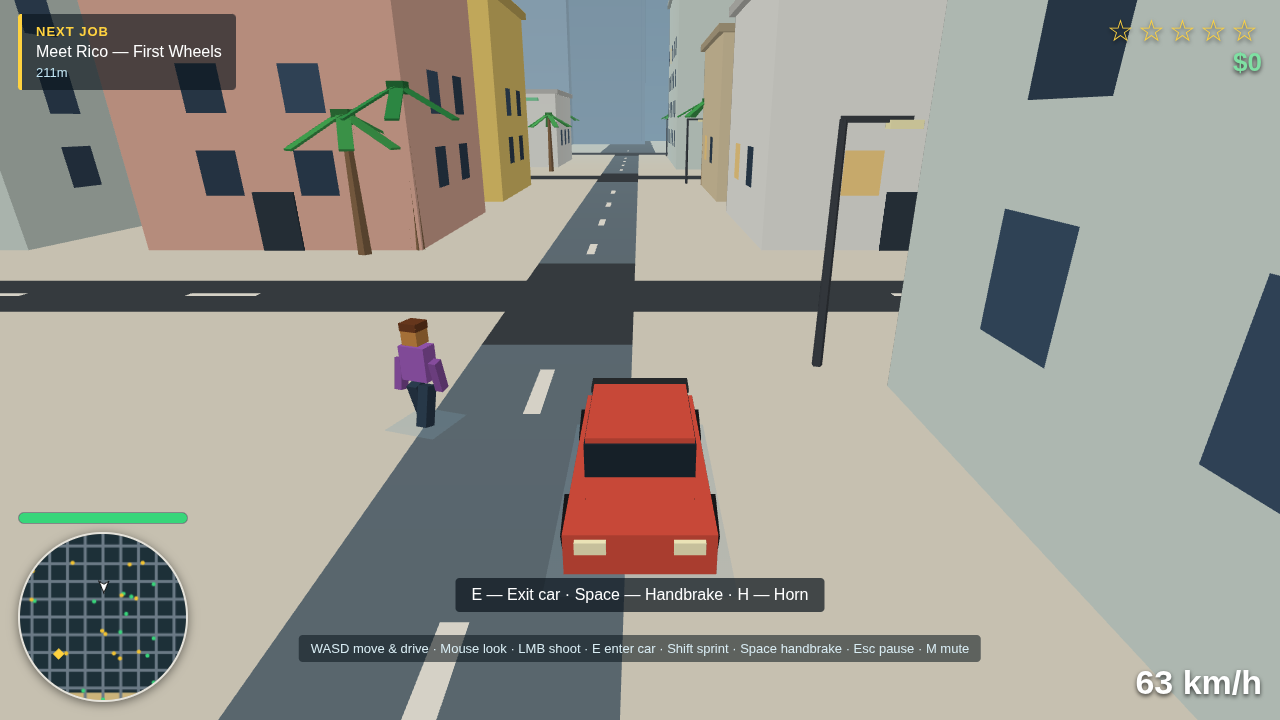 NEXT JOB
Meet Rico — First Wheels
211m
$0
E — Exit car · Space — Handbrake · H — Horn
WASD move & drive · Mouse look · LMB shoot · E enter car · Shift sprint · Space handbrake · Esc pause · M mute
63 km/h